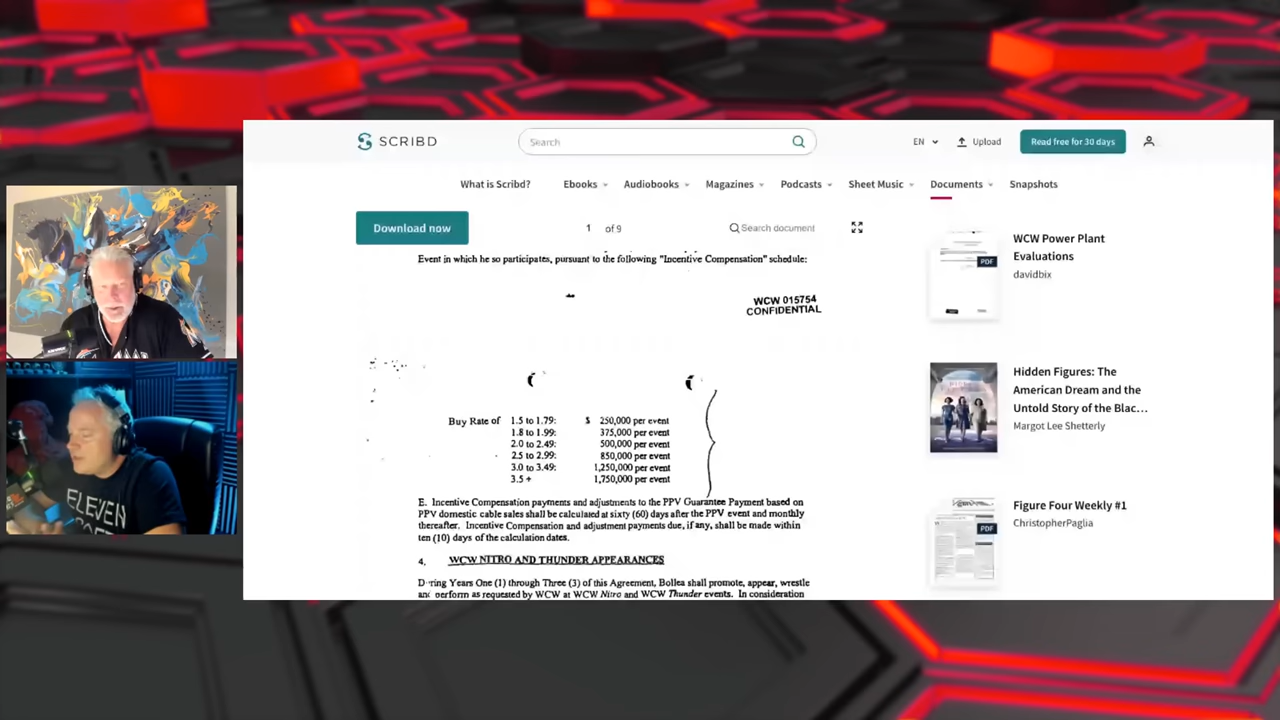 SCRIBD
Search
EN
Upload
Read free for 30 days
What is Scribd?
Ebooks
Audiobooks
Magazines
Podcasts
Sheet Music
Documents
Snapshots
Download now
1 of 9
Search document
Event in which he so participates, pursuant to the following "Incentive Compensation" schedule:
WCW 015754
CONFIDENTIAL
Buy Rate of 1.5 to 1.79: $ 250,000 per event
1.8 to 1.99: 375,000 per event
2.0 to 2.49: 500,000 per event
2.5 to 2.99: 850,000 per event
3.0 to 3.49: 1,250,000 per event
3.5 + 1,750,000 per event
E. Incentive Compensation payments and adjustments to the PPV Guarantee Payment based on
PPV domestic cable sales shall be calculated at sixty (60) days after the PPV event and monthly
thereafter. Incentive Compensation and adjustment payments due, if any, shall be made within
ten (10) days of the calculation dates.
4. WCW NITRO AND THUNDER APPEARANCES
During Years One (1) through Three (3) of this Agreement, Bollea shall promote, appear, wrestle
and perform as requested by WCW at WCW Nitro and WCW Thunder events. In consideration
PDF
WCW Power Plant
Evaluations
davidbix
Hidden Figures: The
American Dream and the
Untold Story of the Blac...
Margot Lee Shetterly
PDF
Figure Four Weekly #1
ChristopherPaglia
ELEVEN